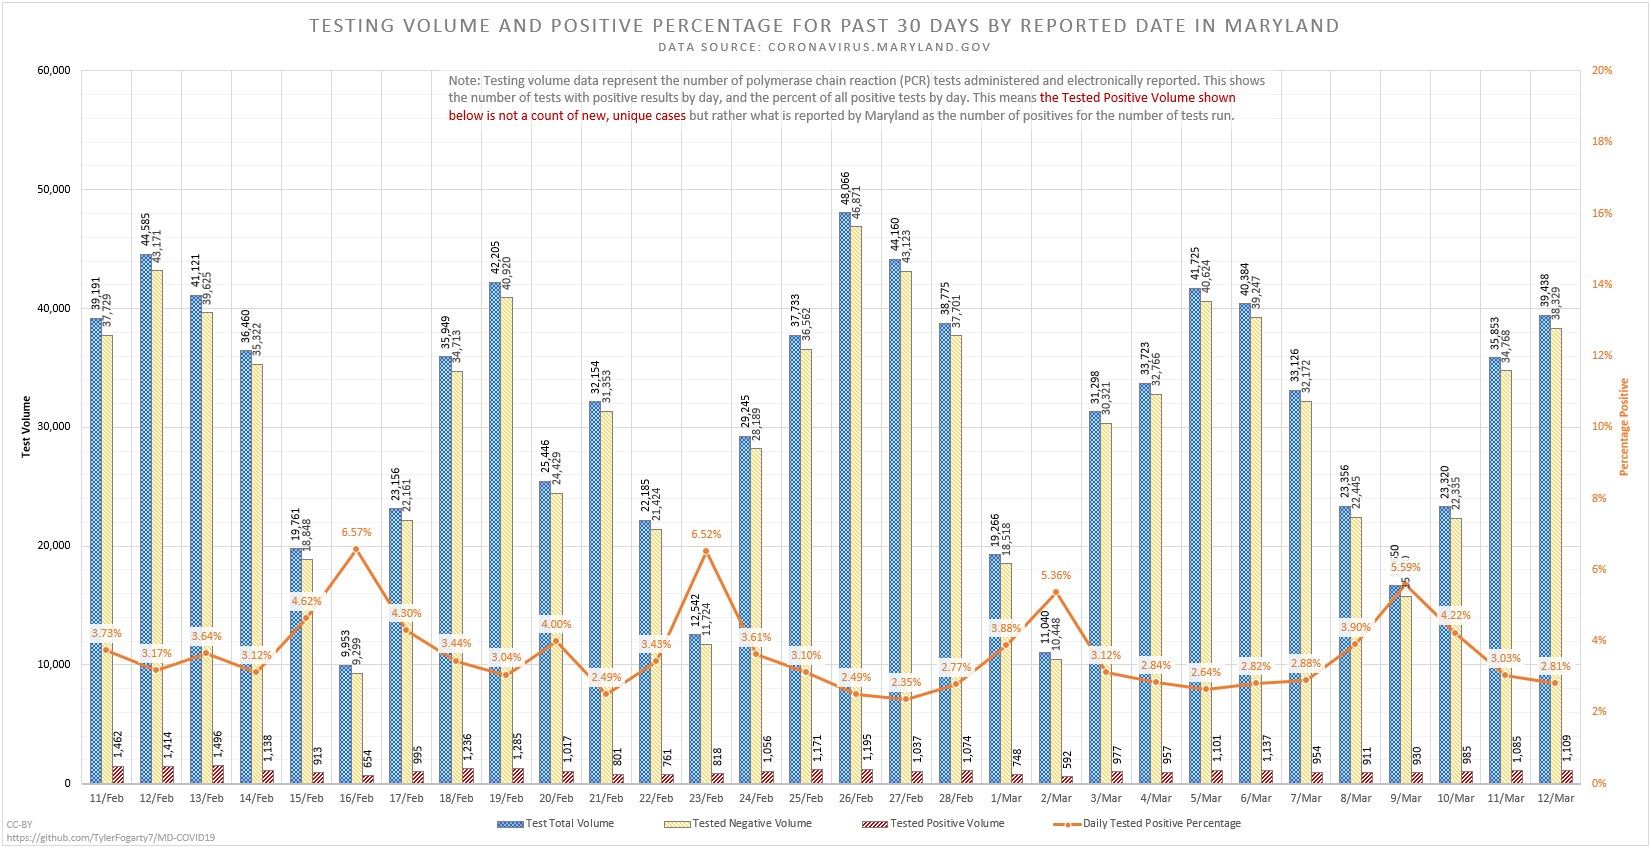 TESTING VOLUME AND POSITIVE PERCENTAGE FOR PAST 30 DAYS BY REPORTED DATE IN MARYLAND
DATA SOURCE: CORONAVIRUS.MARYLAND.GOV
Note: Testing volume data represent the number of polymerase chain reaction (PCR) tests administered and electronically reported. This shows
the number of tests with positive results by day, and the percent of all positive tests by day. This means the Tested Positive Volume shown
below is not a count of new, unique cases but rather what is reported by Maryland as the number of positives for the number of tests run.
Test Volume
60,000
50,000
40,000
30,000
20,000
10,000
0
Percentage Positive
20%
18%
16%
14%
12%
10%
8%
6%
4%
2%
0%
39,191 37,729 3.73% 1,462 11/Feb
44,585 43,171 3.17% 1,414 12/Feb
41,121 39,625 3.64% 1,496 13/Feb
36,460 35,322 3.12% 1,138 14/Feb
19,761 18,848 4.62% 913 15/Feb
9,953 9,299 6.57% 654 16/Feb
23,156 22,161 4.30% 995 17/Feb
35,949 34,713 3.44% 1,236 18/Feb
42,205 40,920 3.04% 1,285 19/Feb
25,446 24,429 4.00% 1,017 20/Feb
32,154 31,353 2.49% 801 21/Feb
22,185 21,424 3.43% 761 22/Feb
12,542 11,724 6.52% 818 23/Feb
29,245 28,189 3.61% 1,056 24/Feb
37,733 36,562 3.10% 1,171 25/Feb
48,066 46,871 2.49% 1,195 26/Feb
44,160 43,123 2.35% 1,037 27/Feb
38,775 37,701 2.77% 1,074 28/Feb
19,266 18,518 3.88% 748 1/Mar
11,040 10,448 5.36% 592 2/Mar
31,298 30,321 3.12% 977 3/Mar
33,723 32,766 2.84% 957 4/Mar
41,725 40,624 2.64% 1,101 5/Mar
40,384 39,247 2.82% 1,137 6/Mar
33,126 32,172 2.88% 954 7/Mar
23,356 22,445 3.90% 911 8/Mar
5.59% 930 9/Mar
23,320 22,335 4.22% 985 10/Mar
35,853 34,768 3.03% 1,085 11/Mar
39,438 38,329 2.81% 1,109 12/Mar
Test Total Volume
Tested Negative Volume
Tested Positive Volume
Daily Tested Positive Percentage
CC-BY
https://github.com/TylerFogarty7/MD-COVID19